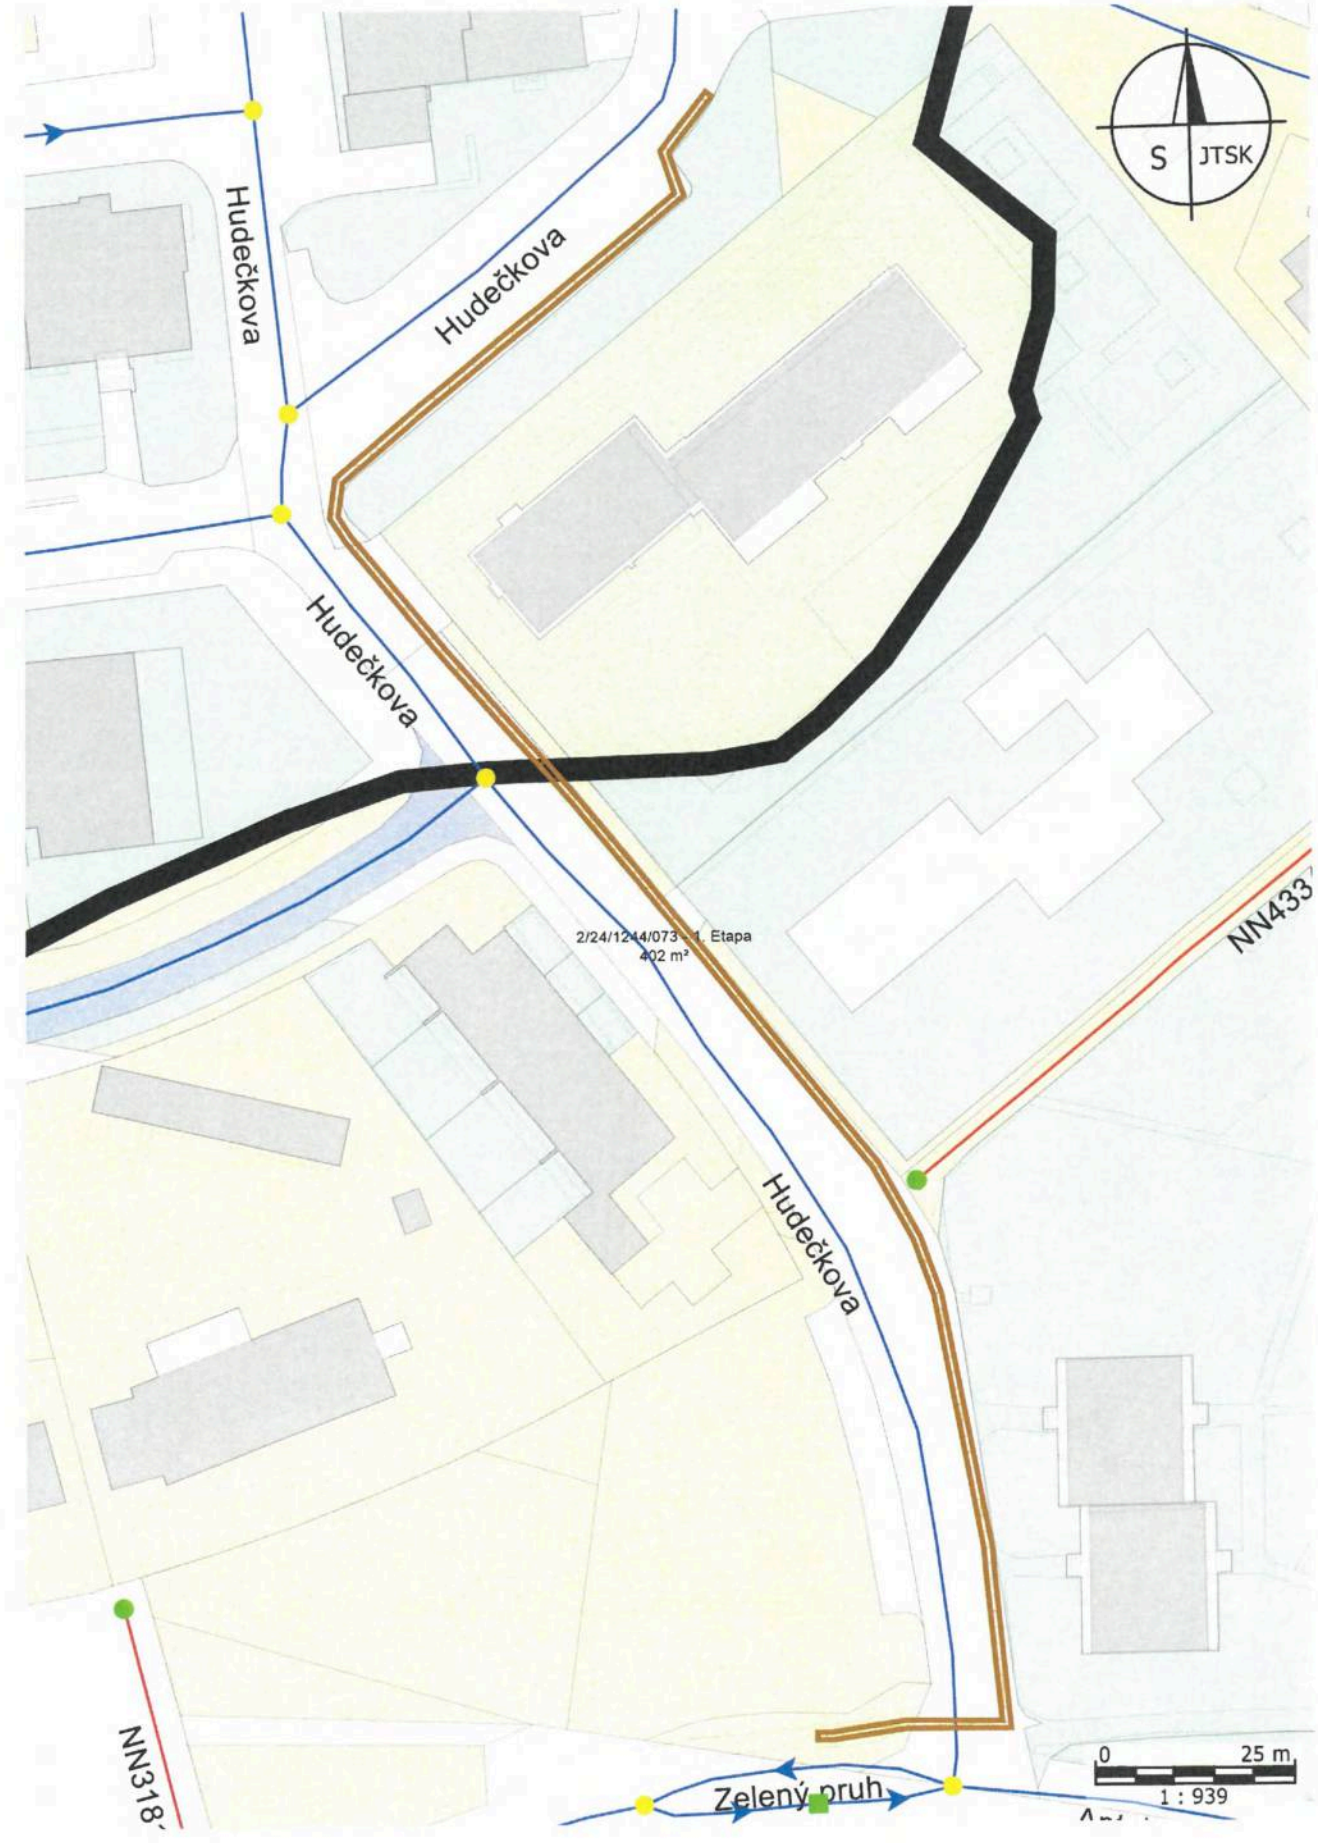 S JTSK
Hudečkova
Hudečkova
Hudečkova
NN433
2/24/1244/073 - 1. Etapa
402 m²
Hudečkova
NN318
0 25 m
1 : 939
Zelený pruh